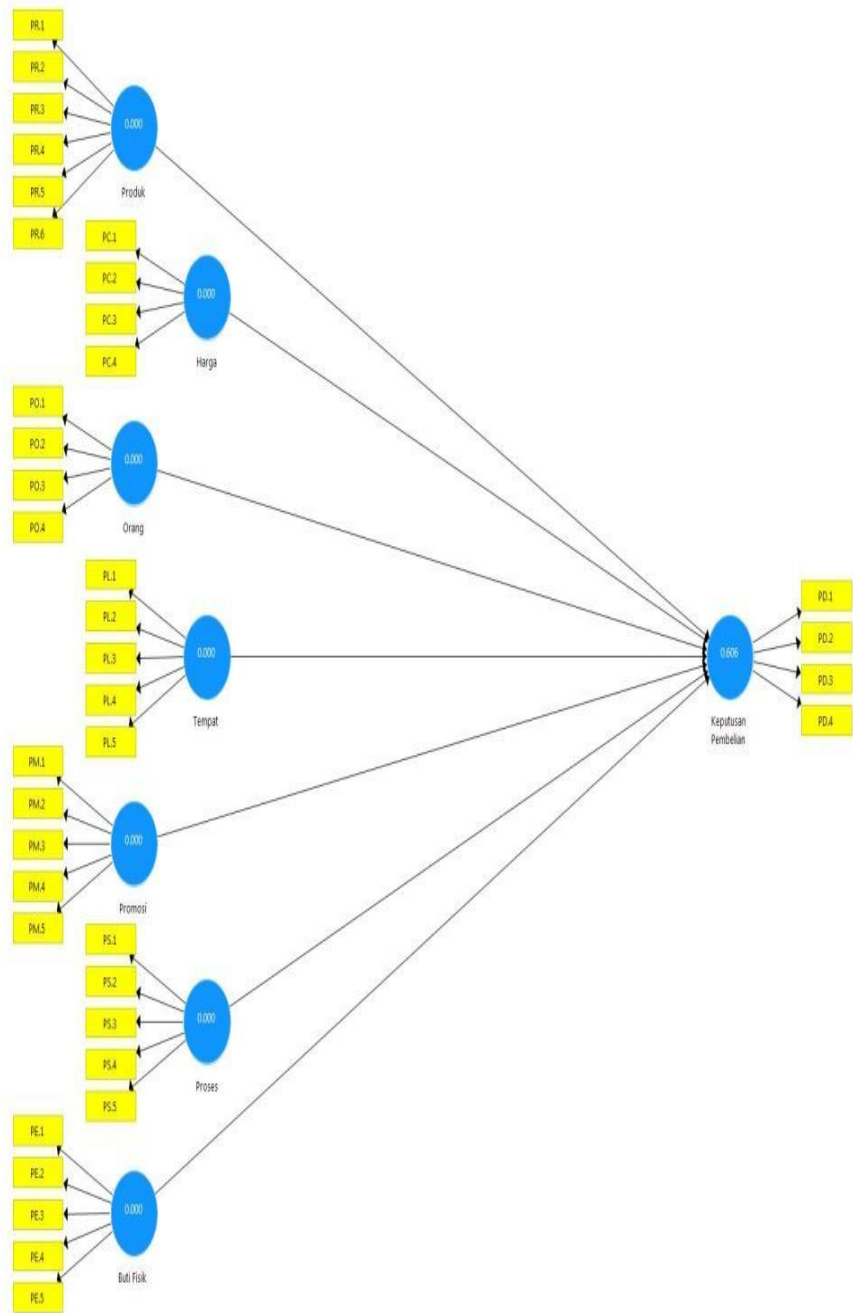 PR.1
PR.2
PR.3
PR.4
PR.5
PR.6
0.000
Produk
PC.1
PC.2
PC.3
PC.4
0.000
Harga
PO.1
PO.2
PO.3
PO.4
0.000
Orang
PL.1
PL.2
PL.3
PL.4
PL.5
0.000
Tempat
PM.1
PM.2
PM.3
PM.4
PM.5
0.000
Promosi
PS.1
PS.2
PS.3
PS.4
PS.5
0.000
Proses
PE.1
PE.2
PE.3
PE.4
PE.5
0.000
Buti Fisik
0.606
Keputusan
Pembelian
PD.1
PD.2
PD.3
PD.4